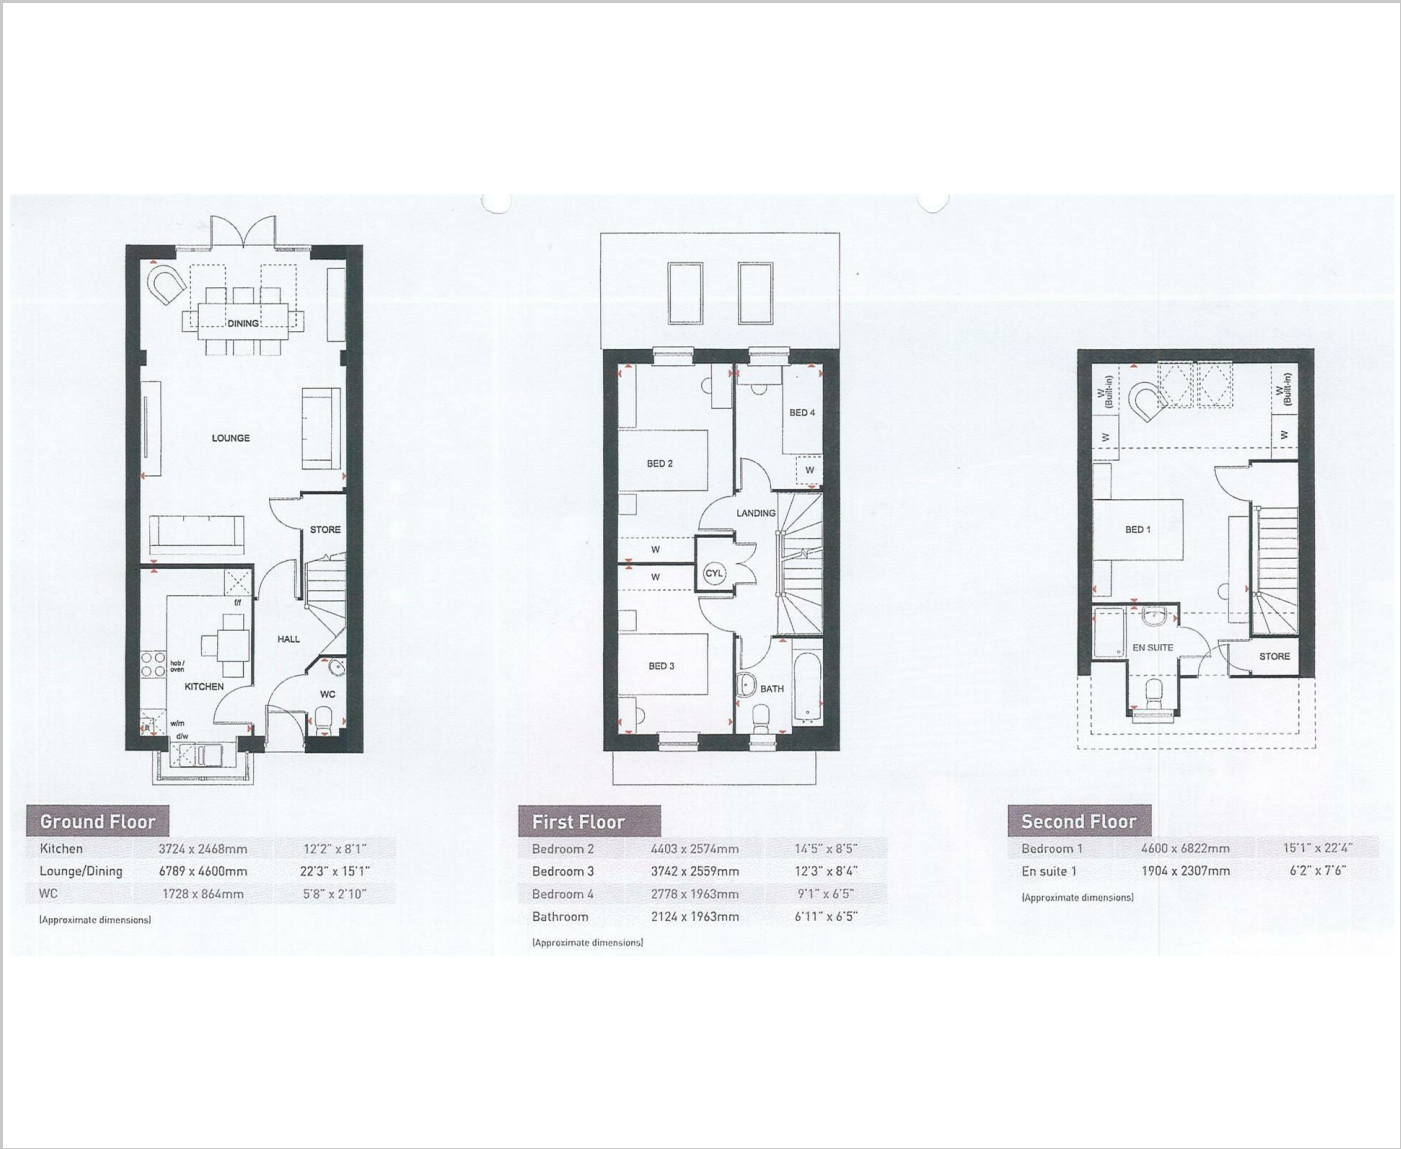 DINING
LOUNGE
STORE
f/f
HALL
hob /
oven
KITCHEN
WC
w/m
d/w
BED 4
BED 2
W
LANDING
W
CYL
W
BED 3
BATH
W
(Built-in)
W
(Built-in)
W
W
BED 1
EN SUITE
STORE
Ground Floor
Kitchen 3724 x 2468mm 12'2" x 8'1"
Lounge/Dining 6789 x 4600mm 22'3" x 15'1"
WC 1728 x 864mm 5'8" x 2'10"
(Approximate dimensions)
First Floor
Bedroom 2 4403 x 2574mm 14'5" x 8'5"
Bedroom 3 3742 x 2559mm 12'3" x 8'4"
Bedroom 4 2778 x 1963mm 9'1" x 6'5"
Bathroom 2124 x 1963mm 6'11" x 6'5"
(Approximate dimensions)
Second Floor
Bedroom 1 4600 x 6822mm 15'1" x 22'4"
En suite 1 1904 x 2307mm 6'2" x 7'6"
(Approximate dimensions)